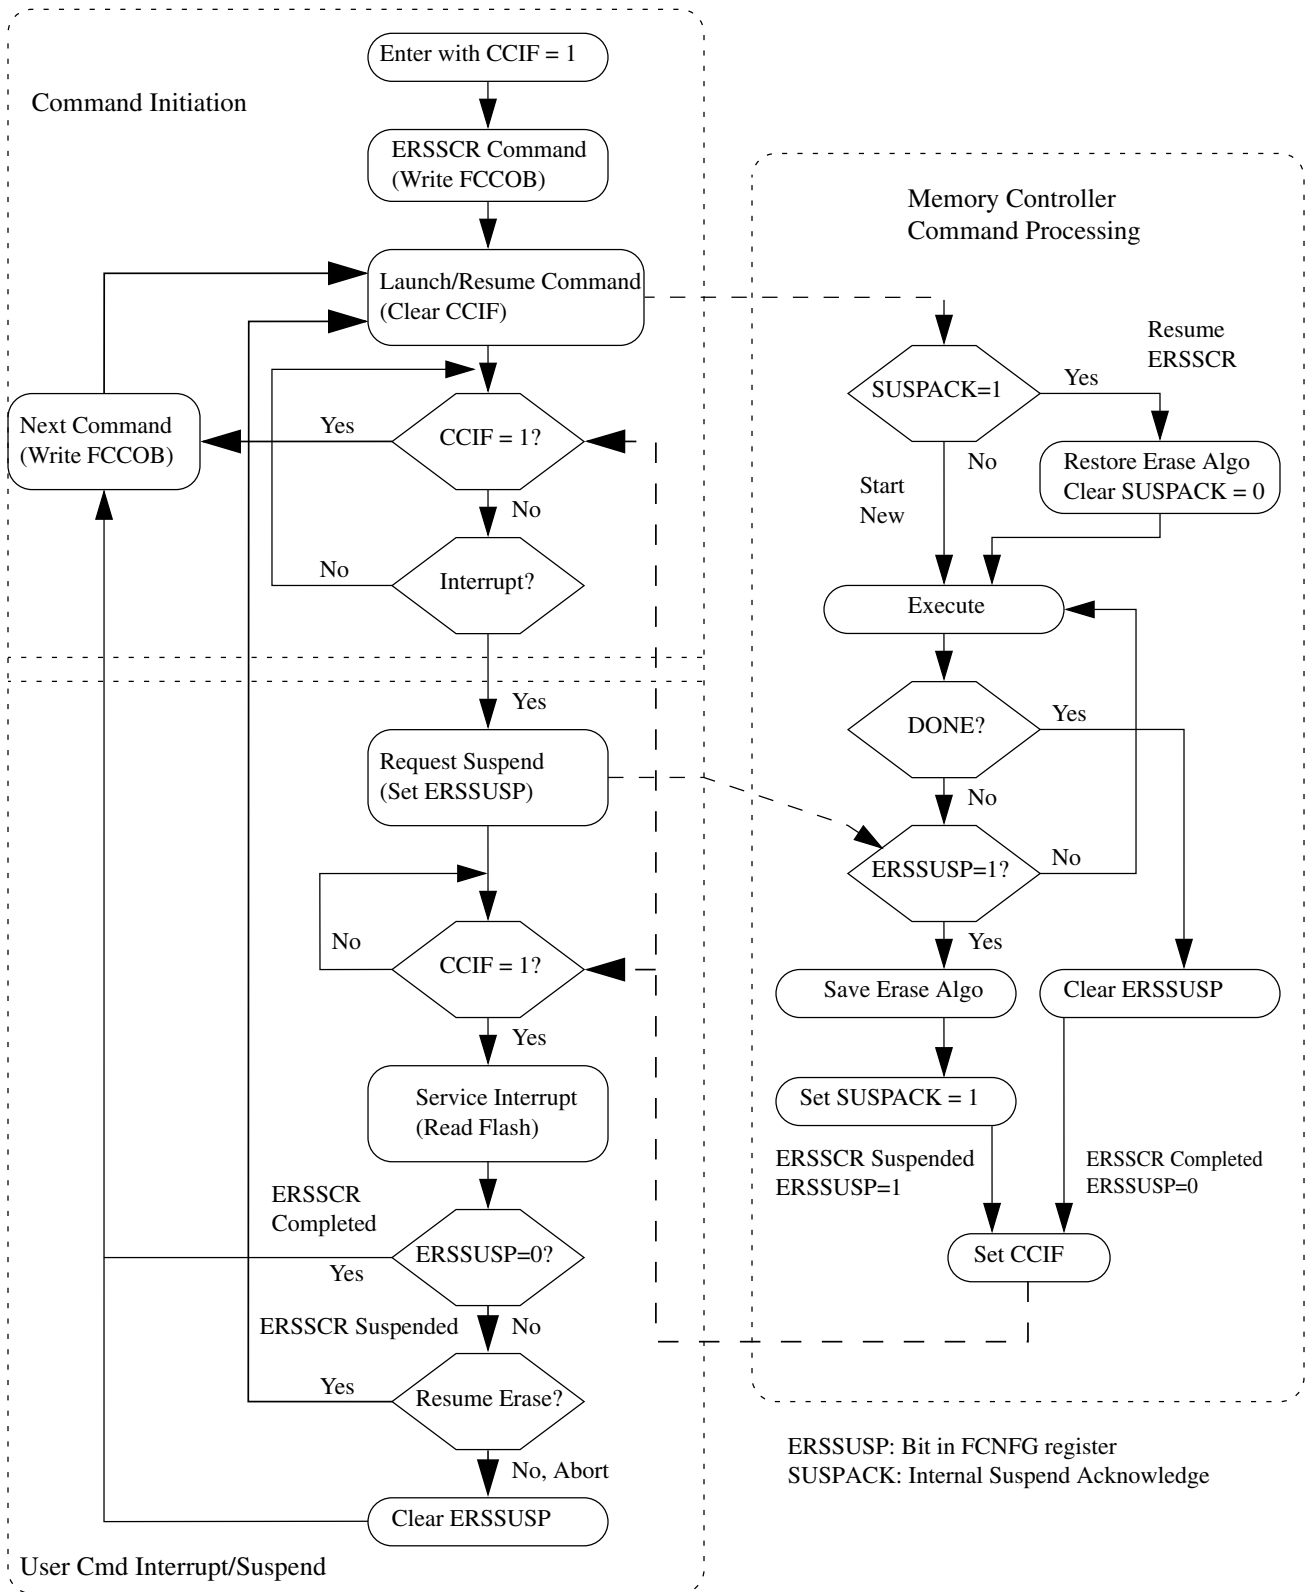 Enter with CCIF = 1
Command Initiation
ERSSCR Command
(Write FCCOB)
Launch/Resume Command
(Clear CCIF)
Next Command
(Write FCCOB)
Yes
CCIF = 1?
No
No
Interrupt?
Yes
Request Suspend
(Set ERSSUSP)
No
CCIF = 1?
Yes
Service Interrupt
(Read Flash)
ERSSCR
Completed
ERSSUSP=0?
Yes
ERSSCR Suspended
No
Yes
Resume Erase?
No, Abort
Clear ERSSUSP
User Cmd Interrupt/Suspend
Memory Controller
Command Processing
Resume
ERSSCR
SUSPACK=1
Yes
No
Restore Erase Algo
Clear SUSPACK = 0
Start
New
Execute
DONE?
Yes
No
ERSSUSP=1?
No
Yes
Save Erase Algo
Clear ERSSUSP
Set SUSPACK = 1
ERSSCR Suspended
ERSSUSP=1
ERSSCR Completed
ERSSUSP=0
Set CCIF
ERSSUSP: Bit in FCNFG register
SUSPACK: Internal Suspend Acknowledge